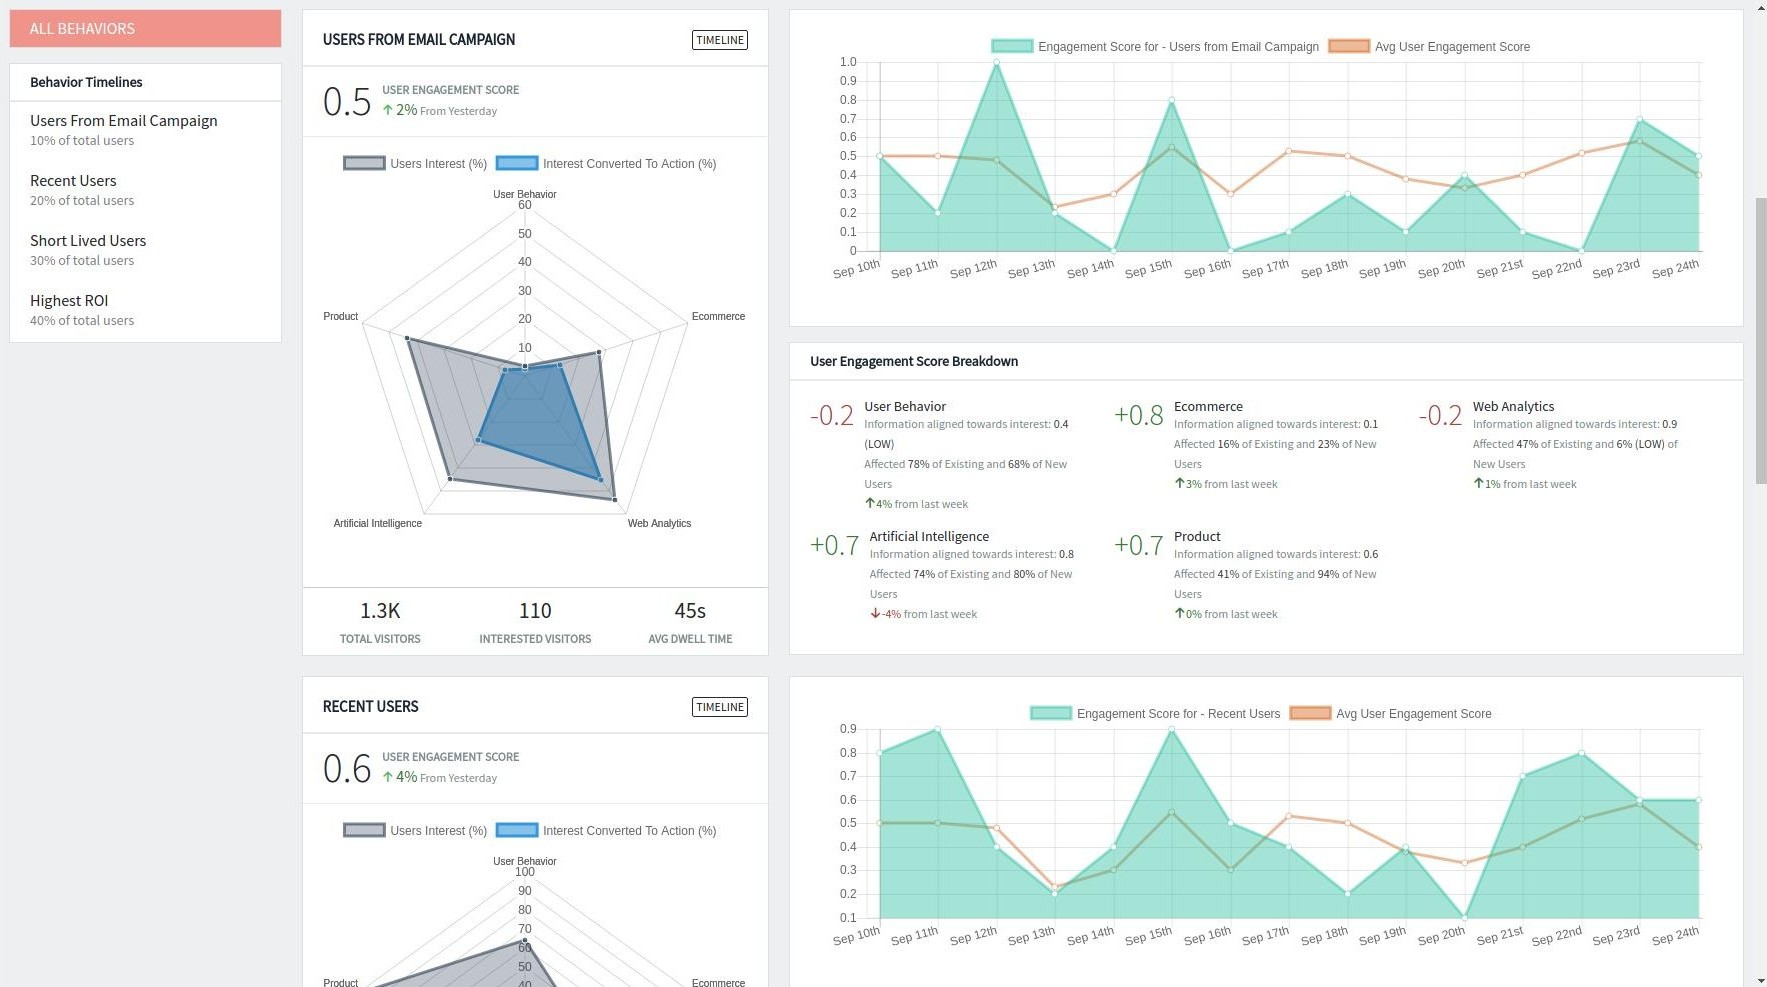 ALL BEHAVIORS
Behavior Timelines
Users From Email Campaign
10% of total users
Recent Users
20% of total users
Short Lived Users
30% of total users
Highest ROI
40% of total users
USERS FROM EMAIL CAMPAIGN
TIMELINE
0.5
USER ENGAGEMENT SCORE
↑ 2% From Yesterday
Users Interest (%)
Interest Converted To Action (%)
User Behavior
60
50
40
30
20
10
Product
Ecommerce
Artificial Intelligence
Web Analytics
1.3K
TOTAL VISITORS
110
INTERESTED VISITORS
45s
AVG DWELL TIME
Engagement Score for - Users from Email Campaign
Avg User Engagement Score
1.0
0.9
0.8
0.7
0.6
0.5
0.4
0.3
0.2
0.1
0
Sep 10th
Sep 11th
Sep 12th
Sep 13th
Sep 14th
Sep 15th
Sep 16th
Sep 17th
Sep 18th
Sep 19th
Sep 20th
Sep 21st
Sep 22nd
Sep 23rd
Sep 24th
User Engagement Score Breakdown
-0.2
User Behavior
Information aligned towards interest: 0.4
(LOW)
Affected 78% of Existing and 68% of New
Users
↑4% from last week
+0.8
Ecommerce
Information aligned towards interest: 0.1
Affected 16% of Existing and 23% of New
Users
↑3% from last week
-0.2
Web Analytics
Information aligned towards interest: 0.9
Affected 47% of Existing and 6% (LOW) of
New Users
↑1% from last week
+0.7
Artificial Intelligence
Information aligned towards interest: 0.8
Affected 74% of Existing and 80% of New
Users
↓-4% from last week
+0.7
Product
Information aligned towards interest: 0.6
Affected 41% of Existing and 94% of New
Users
↑0% from last week
RECENT USERS
TIMELINE
0.6
USER ENGAGEMENT SCORE
↑ 4% From Yesterday
Users Interest (%)
Interest Converted To Action (%)
User Behavior
100
90
80
70
60
50
40
Product
Ecommerce
Engagement Score for - Recent Users
Avg User Engagement Score
0.9
0.8
0.7
0.6
0.5
0.4
0.3
0.2
0.1
Sep 10th
Sep 11th
Sep 12th
Sep 13th
Sep 14th
Sep 15th
Sep 16th
Sep 17th
Sep 18th
Sep 19th
Sep 20th
Sep 21st
Sep 22nd
Sep 23rd
Sep 24th